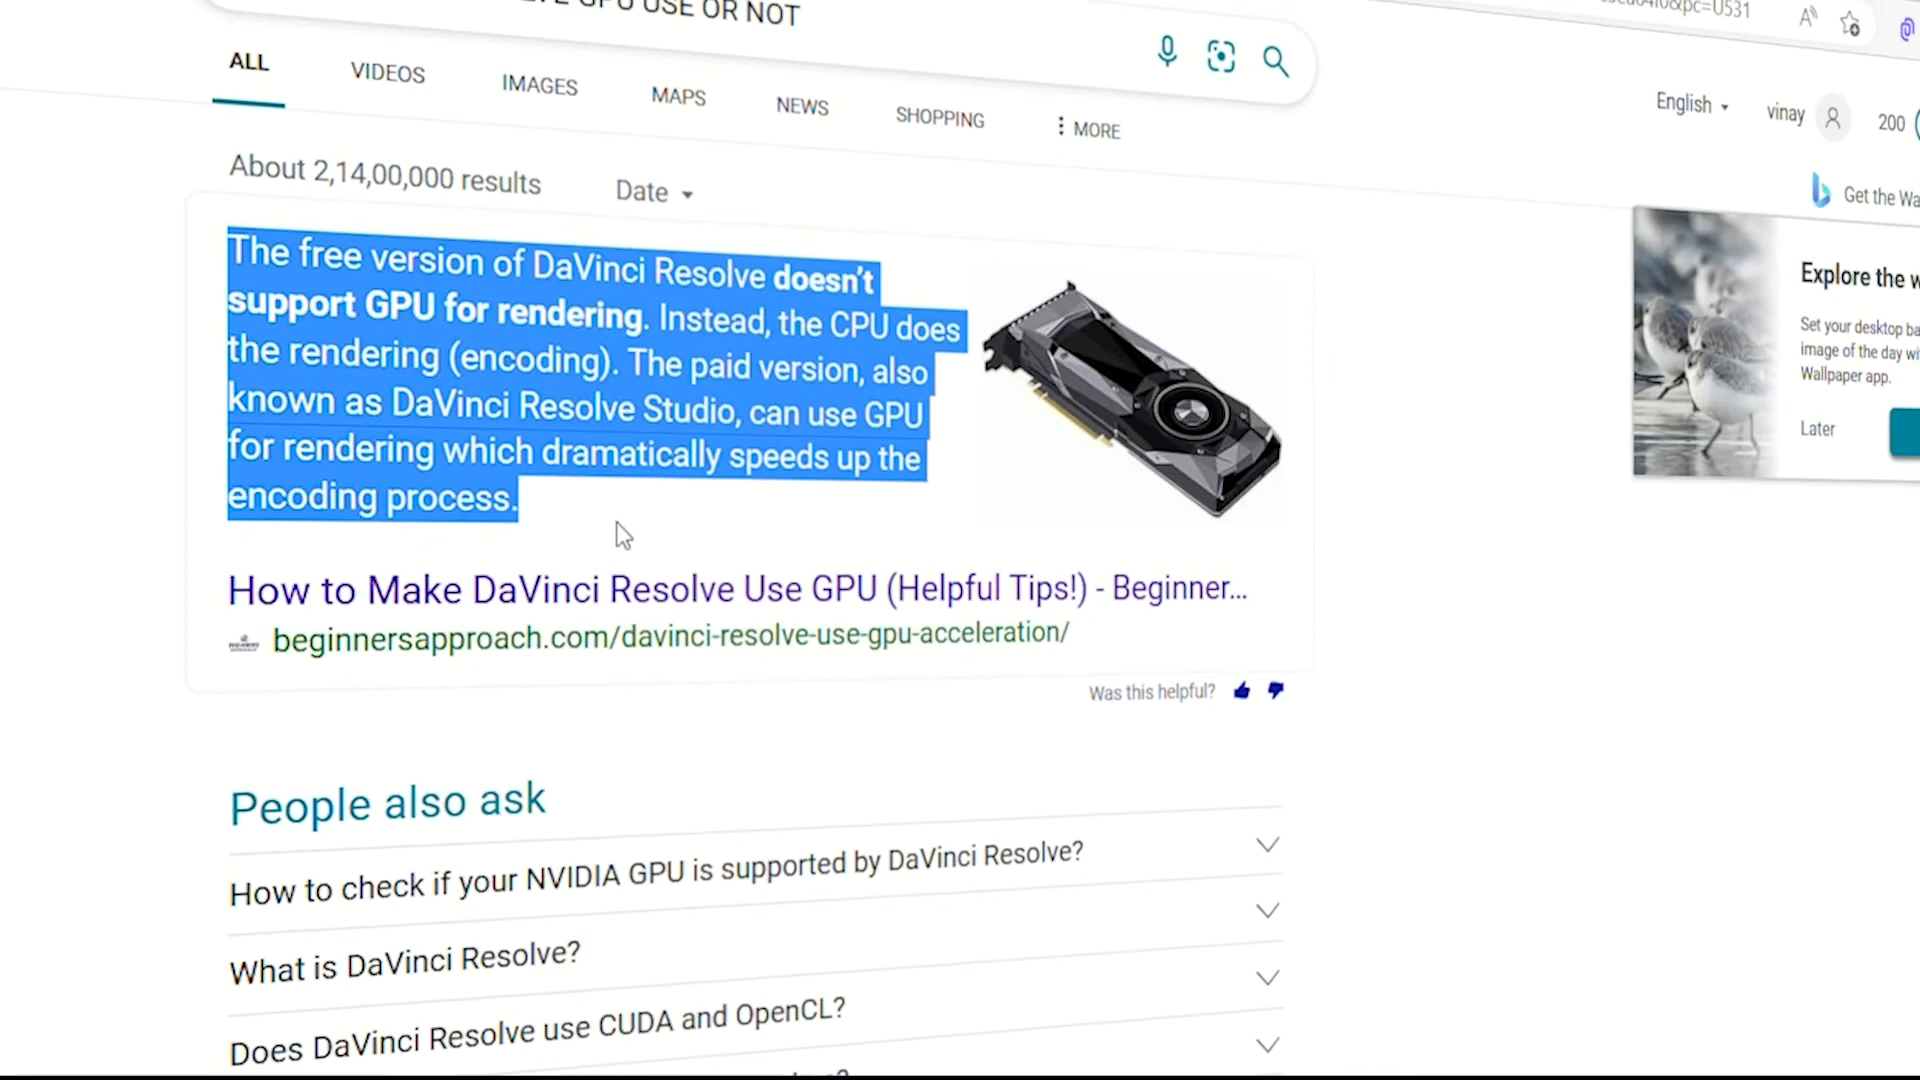 GPU USE OR NOT
pc=U531
ALL
VIDEOS
IMAGES
MAPS
NEWS
SHOPPING
MORE
English
vinay
200
About 2,14,00,000 results
Date
Get the Wa
The free version of DaVinci Resolve doesn't
support GPU for rendering. Instead, the CPU does
the rendering (encoding). The paid version, also
known as DaVinci Resolve Studio, can use GPU
for rendering which dramatically speeds up the
encoding process.
Explore the w
Set your desktop ba
image of the day wi
Wallpaper app.
Later
How to Make DaVinci Resolve Use GPU (Helpful Tips!) - Beginner...
beginnersapproach.com/davinci-resolve-use-gpu-acceleration/
Was this helpful?
People also ask
How to check if your NVIDIA GPU is supported by DaVinci Resolve?
What is DaVinci Resolve?
Does DaVinci Resolve use CUDA and OpenCL?